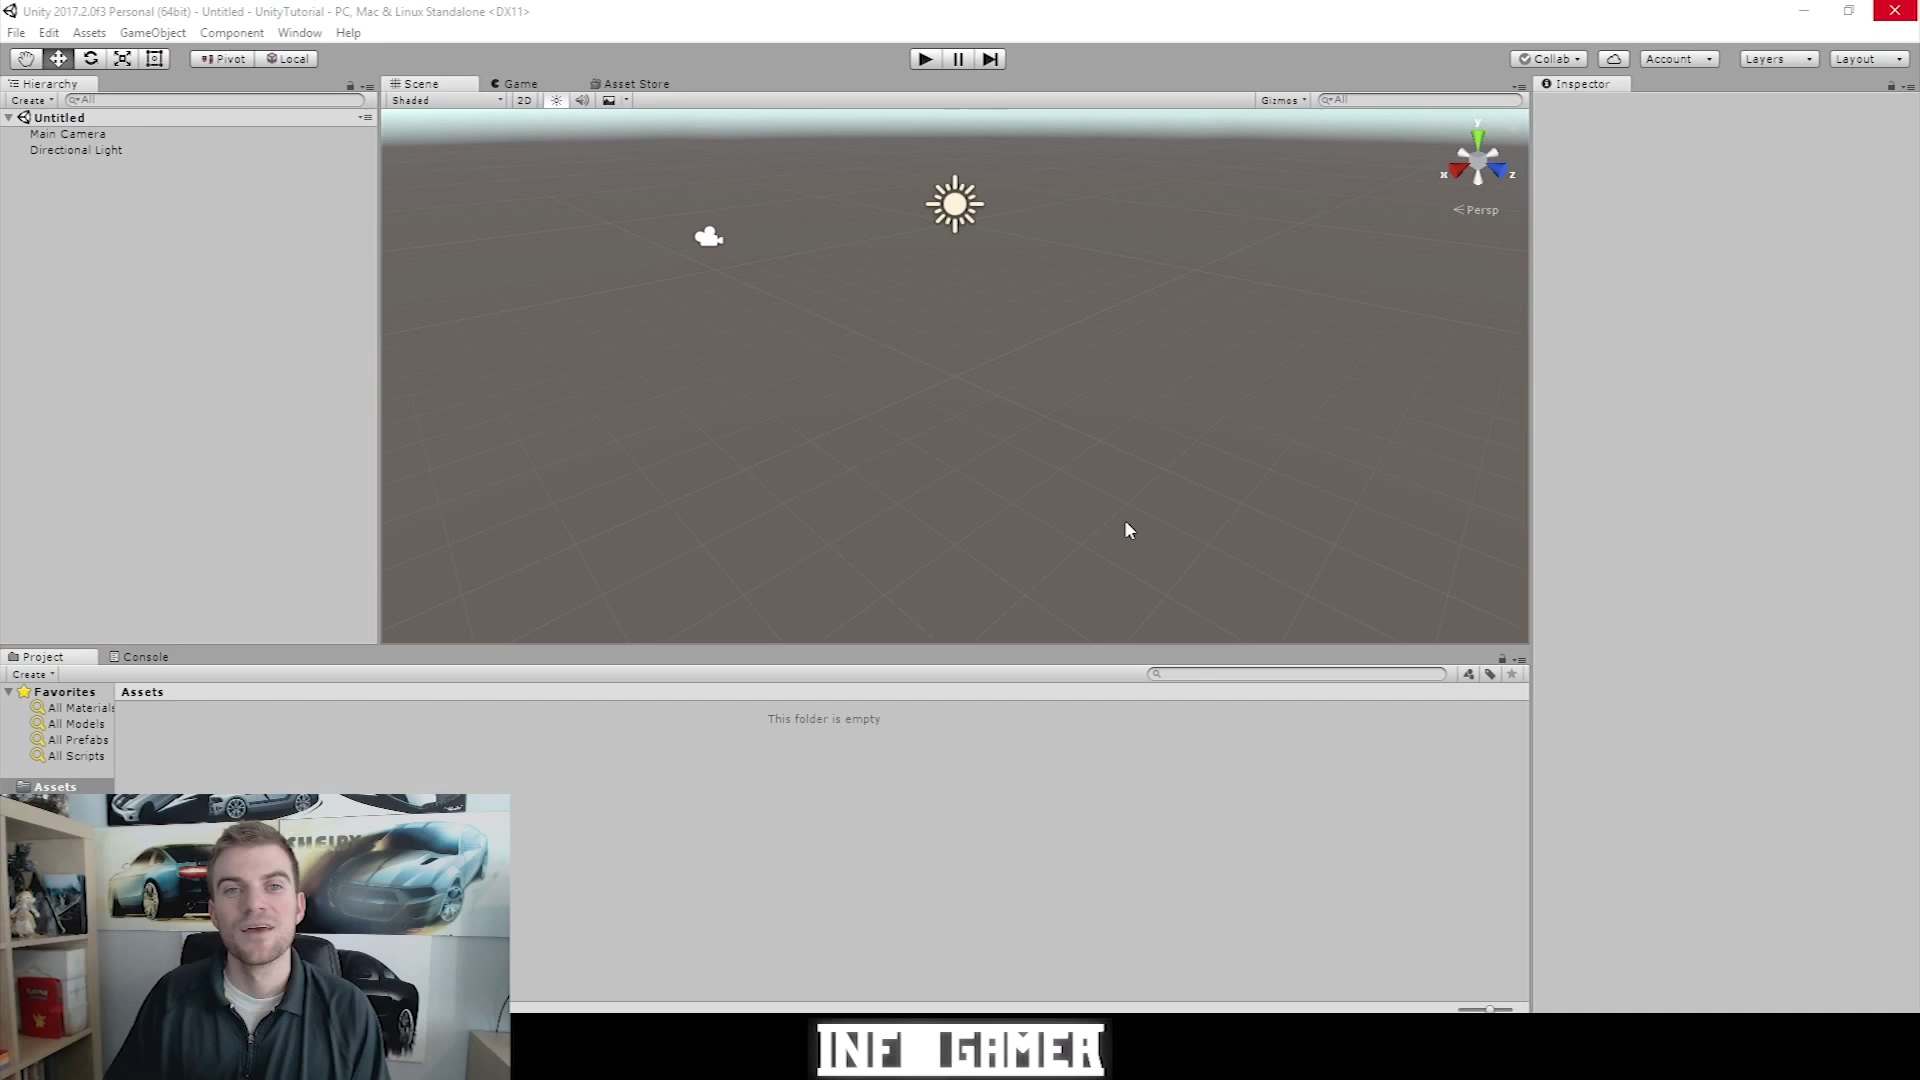 Unity 2017.2.0f3 Personal (64bit) - Untitled - UnityTutorial - PC, Mac & Linux Standalone <DX11>
File Edit Assets GameObject Component Window Help
Pivot Local Collab Account Layers Layout
Hierarchy Scene Game Asset Store Inspector
Create All Shaded 2D Gizmos All
Untitled
Main Camera
Directional Light
y
x z
Persp
Project Console
Create
Favorites Assets
All Materials
All Models
All Prefabs
All Scripts
This folder is empty
Assets
INF GAMER